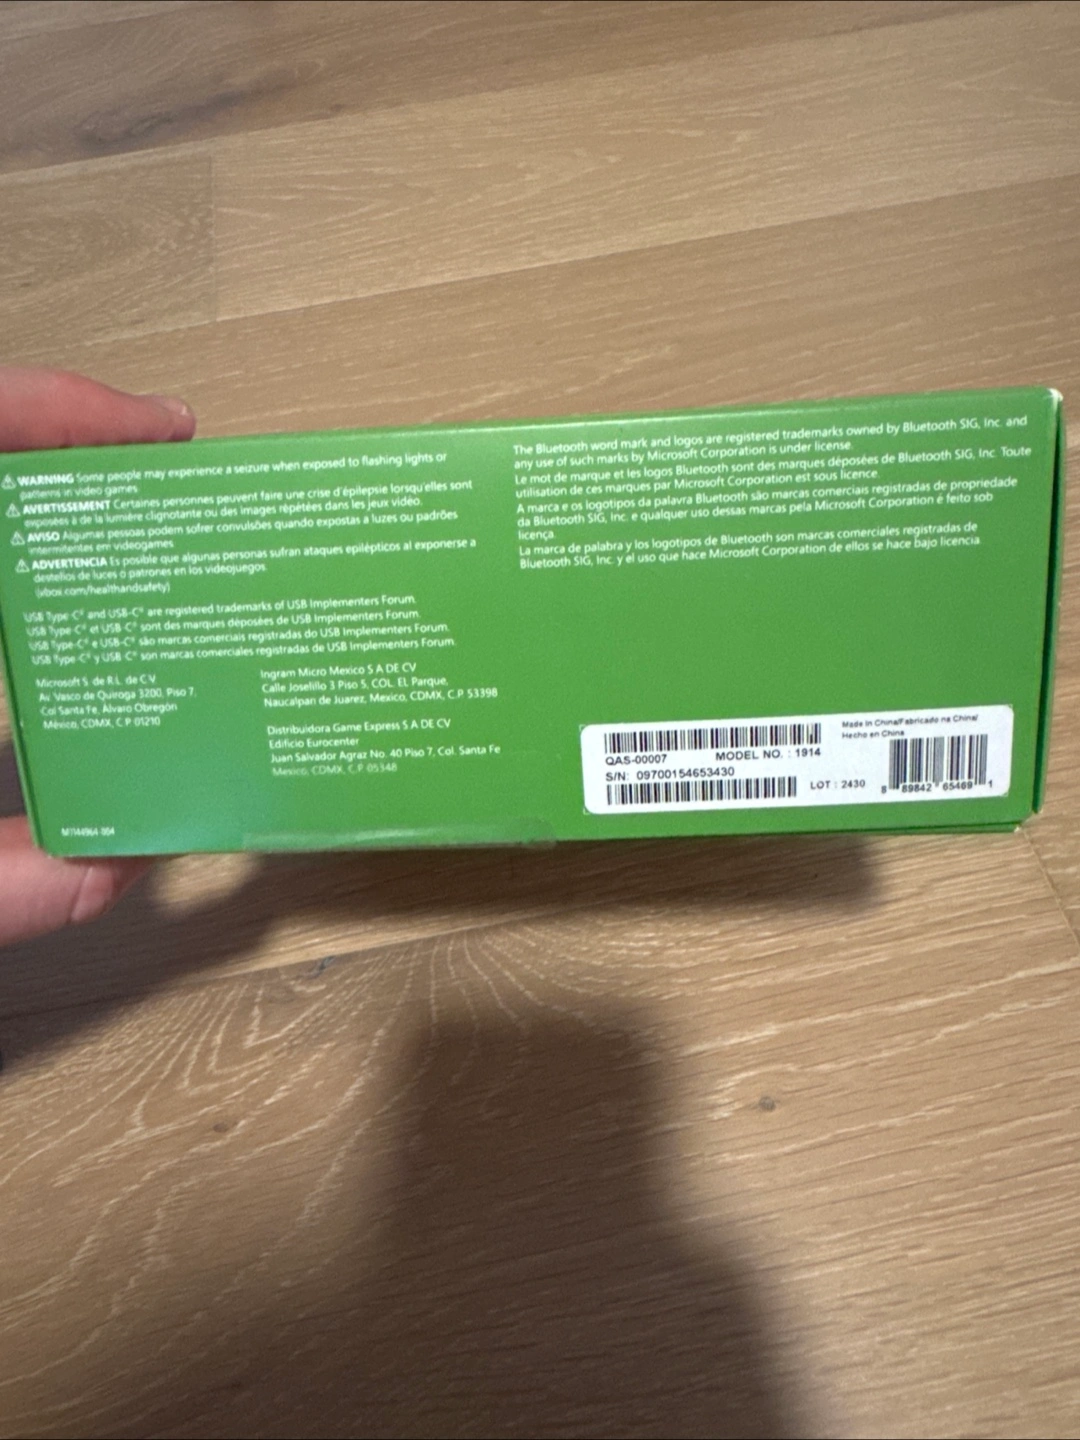 WARNING Some people may experience a seizure when exposed to flashing lights or
patterns in video games.
AVERTISSEMENT Certaines personnes peuvent faire une crise d'épilepsie lorsqu'elles sont
exposées à de la lumière clignotante ou des images répétées dans les jeux vidéo.
AVISO Algumas pessoas podem sofrer convulsões quando expostas a luzes ou padrões
intermitentes em videogames.
ADVERTENCIA Es posible que algunas personas sufran ataques epilépticos al exponerse a
destellos de luces o patrones en los videojuegos.
(xbox.com/healthandsafety)
USB Type-C® and USB-C® are registered trademarks of USB Implementers Forum.
USB Type-C® et USB-C® sont des marques déposées de USB Implementers Forum.
USB Type-C® e USB-C® são marcas comerciais registradas do USB Implementers Forum.
USB Type-C® y USB-C® son marcas comerciales registradas de USB Implementers Forum.
Microsoft S. de R.L. de C.V
Av. Vasco de Quiroga 3200, Piso 7,
Col Santa Fe, Álvaro Obregón
México, CDMX, C.P 01210
Ingram Micro Mexico S A DE CV
Calle Joselillo 3 Piso 5, COL. EL Parque,
Naucalpan de Juarez, Mexico, CDMX, C.P 53398
Distribuidora Game Express S A DE CV
Edificio Eurocenter
Juan Salvador Agraz No. 40 Piso 7, Col. Santa Fe
Mexico, CDMX, C.P 05348
The Bluetooth word mark and logos are registered trademarks owned by Bluetooth SIG, Inc. and
any use of such marks by Microsoft Corporation is under license.
Le mot de marque et les logos Bluetooth sont des marques déposées de Bluetooth SIG, Inc. Toute
utilisation de ces marques par Microsoft Corporation est sous licence.
A marca e os logotipos da palavra Bluetooth são marcas comerciais registradas de propriedade
da Bluetooth SIG, Inc. e qualquer uso dessas marcas pela Microsoft Corporation é feito sob
licença.
La marca de palabra y los logotipos de Bluetooth son marcas comerciales registradas de
Bluetooth SIG, Inc. y el uso que hace Microsoft Corporation de ellos se hace bajo licencia.
QAS-00007 MODEL NO. : 1914
S/N: 09700154653430
LOT : 2430
Made in China/Fabricado na China/
Hecho en China
8 89842 65469 1